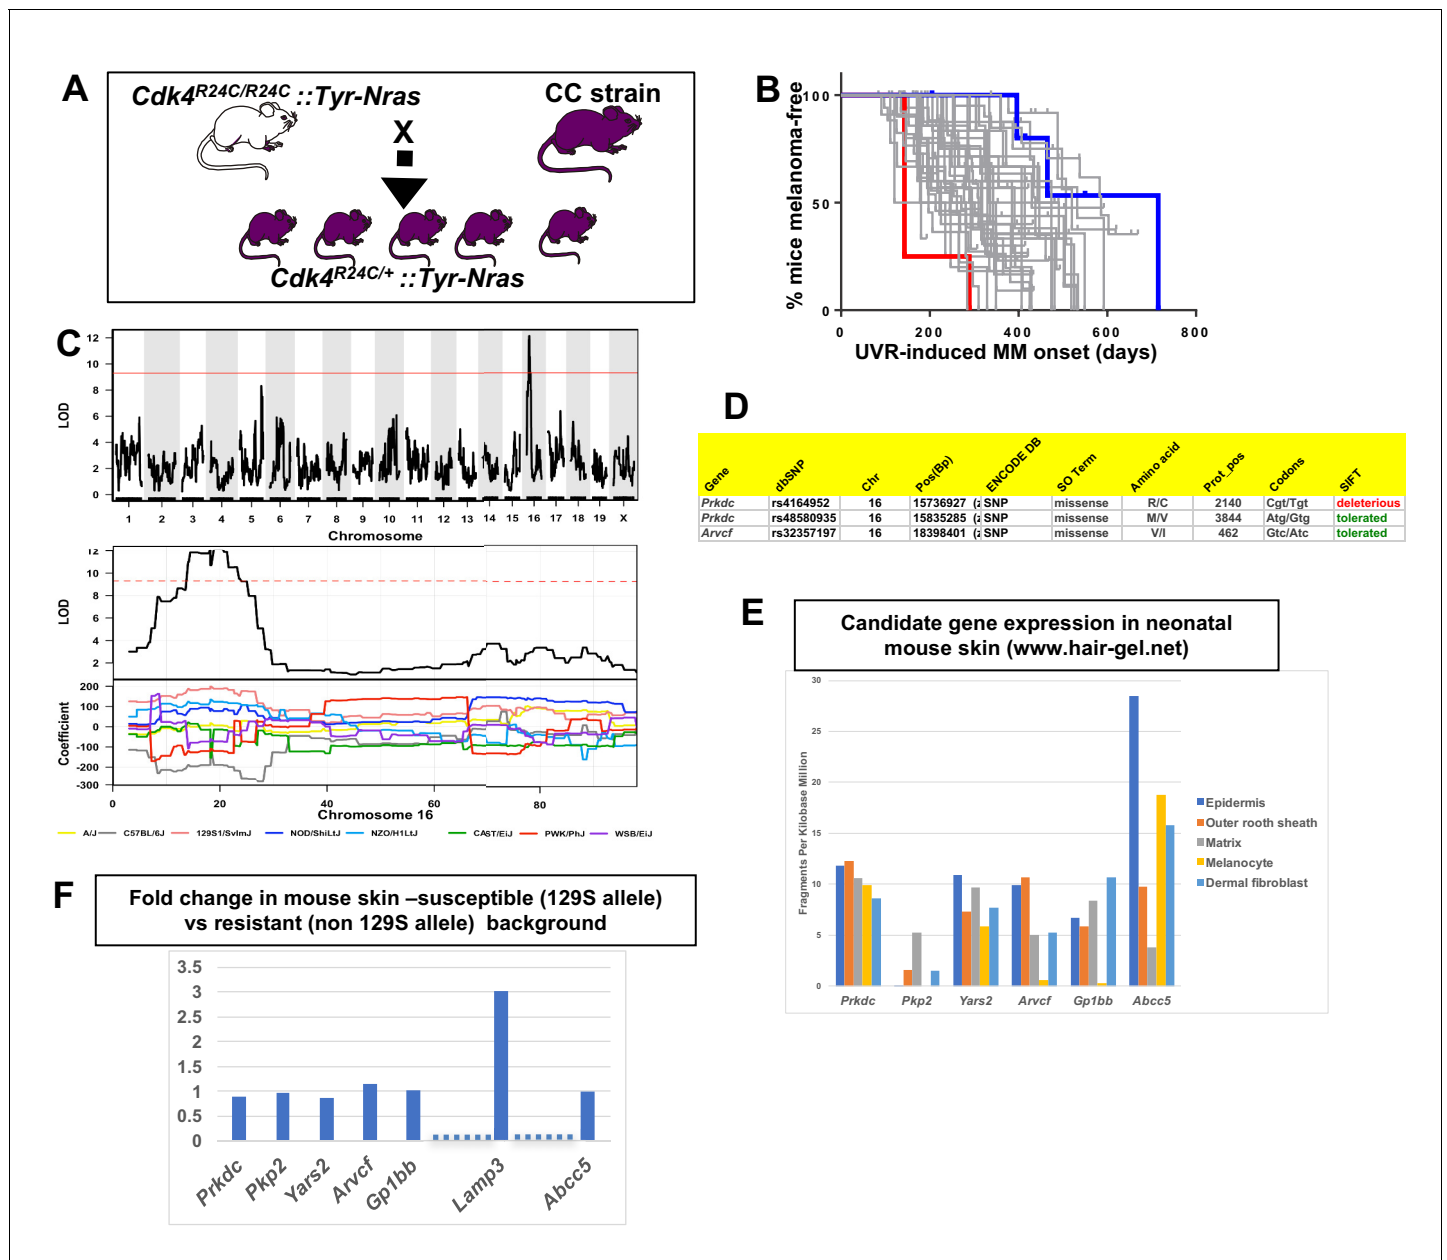 A
Cdk4R24C/R24C ::Tyr-Nras
CC strain
X
Cdk4R24C/+ ::Tyr-Nras
B
% mice melanoma-free
100
50
0
0 200 400 600 800
UVR-induced MM onset (days)
C
LOD
12
10
8
6
4
2
0
1 2 3 4 5 6 7 8 9 10 11 12 13 14 15 16 17 18 19 X
Chromosome
LOD
12
10
8
6
4
2
Coefficient
200
100
0
-100
-200
-300
0 20 40 60 80
Chromosome 16
A/J C57BL/6J 129S1/SvlmJ NOD/ShiLtJ NZO/H1LtJ CAST/EiJ PWK/PhJ WSB/EiJ
D
Gene dbSNP Chr Pos(Bp) ENCODE DB SO Term Amino acid Prot_pos Codons SIFT
Prkdc rs4164952 16 15736927 (z SNP missense R/C 2140 Cgt/Tgt deleterious
Prkdc rs48580935 16 15835285 (z SNP missense M/V 3844 Atg/Gtg tolerated
Arvcf rs32357197 16 18398401 (z SNP missense V/I 462 Gtc/Atc tolerated
E
Candidate gene expression in neonatal
mouse skin (www.hair-gel.net)
Fragments Per Kilobase Million
30
25
20
15
10
5
0
Prkdc Pkp2 Yars2 Arvcf Gp1bb Abcc5
Epidermis
Outer rooth sheath
Matrix
Melanocyte
Dermal fibroblast
F
Fold change in mouse skin –susceptible (129S allele)
vs resistant (non 129S allele) background
3.5
3
2.5
2
1.5
1
0.5
0
Prkdc Pkp2 Yars2 Arvcf Gp1bb Lamp3 Abcc5